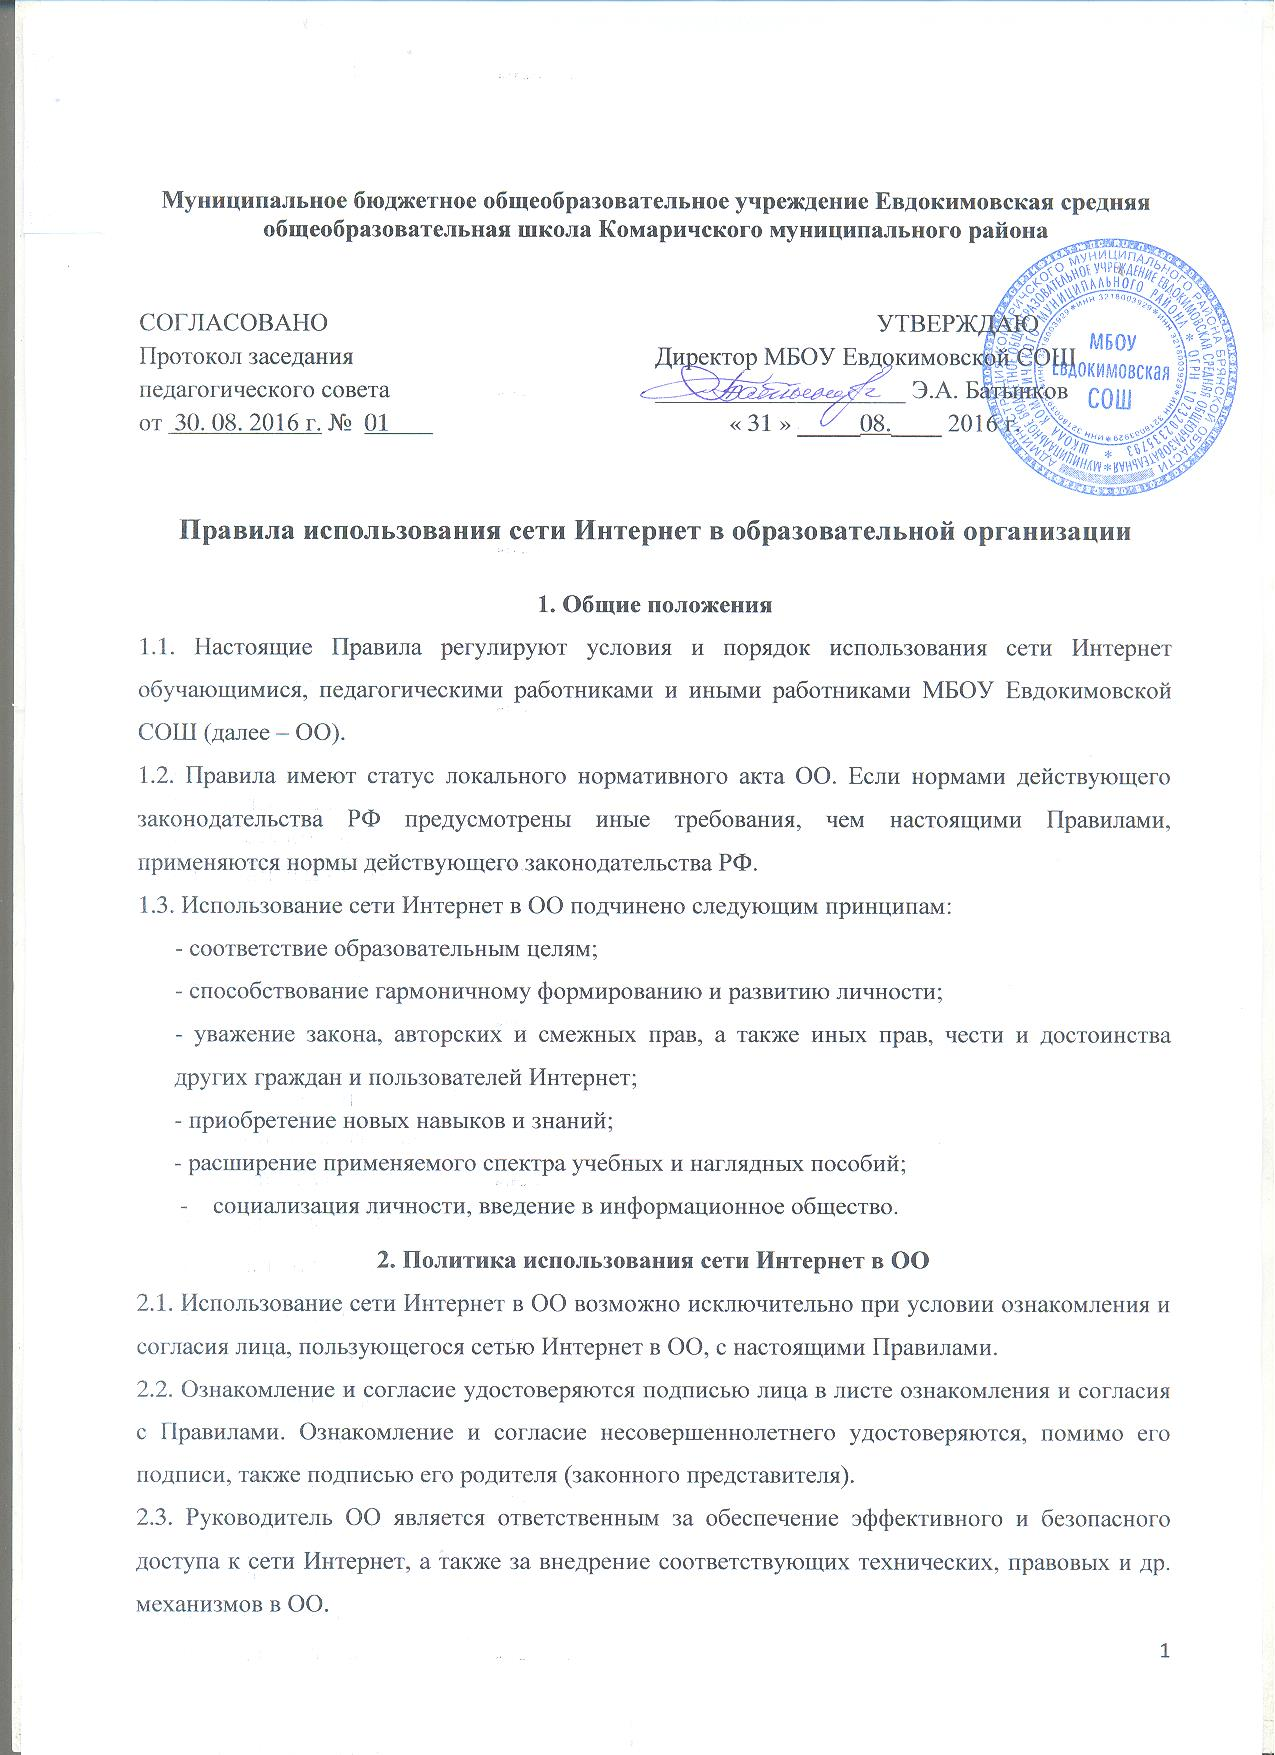 Муниципальное бюджетное общеобразовательное учреждение Евдокимовская средняя
общеобразовательная школа Комаричского муниципального района
СОГЛАСОВАНО
Протокол заседания
педагогического совета
от 30. 08. 2016 г. № 01
УТВЕРЖДАЮ
Директор МБОУ Евдокимовской СОШ
Э.А. Батынков
« 31 » 08. 2016 г.
МБОУ
ЕВДОКИМОВСКАЯ
СОШ
Правила использования сети Интернет в образовательной организации
1. Общие положения
1.1. Настоящие Правила регулируют условия и порядок использования сети Интернет
обучающимися, педагогическими работниками и иными работниками МБОУ Евдокимовской
СОШ (далее – ОО).
1.2. Правила имеют статус локального нормативного акта ОО. Если нормами действующего
законодательства РФ предусмотрены иные требования, чем настоящими Правилами,
применяются нормы действующего законодательства РФ.
1.3. Использование сети Интернет в ОО подчинено следующим принципам:
- соответствие образовательным целям;
- способствование гармоничному формированию и развитию личности;
- уважение закона, авторских и смежных прав, а также иных прав, чести и достоинства
других граждан и пользователей Интернет;
- приобретение новых навыков и знаний;
- расширение применяемого спектра учебных и наглядных пособий;
- социализация личности, введение в информационное общество.
2. Политика использования сети Интернет в ОО
2.1. Использование сети Интернет в ОО возможно исключительно при условии ознакомления и
согласия лица, пользующегося сетью Интернет в ОО, с настоящими Правилами.
2.2. Ознакомление и согласие удостоверяются подписью лица в листе ознакомления и согласия
с Правилами. Ознакомление и согласие несовершеннолетнего удостоверяются, помимо его
подписи, также подписью его родителя (законного представителя).
2.3. Руководитель ОО является ответственным за обеспечение эффективного и безопасного
доступа к сети Интернет, а также за внедрение соответствующих технических, правовых и др.
механизмов в ОО.
1